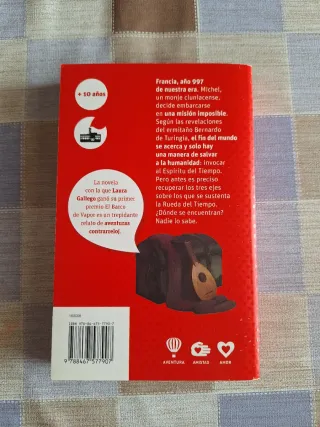 + 10 años
Francia, año 997
de nuestra era. Michel,
un monje cluniacense,
decide embarcarse
en una misión imposible.
Según las revelaciones
del ermitaño Bernardo
de Turingia, el fin del mundo
se acerca y solo hay
una manera de salvar
a la humanidad: invocar
al Espíritu del Tiempo.
Pero antes es preciso
recuperar los tres ejes
sobre los que se sustenta
la Rueda del Tiempo.
¿Dónde se encuentran?
Nadie lo sabe.
La novela
con la que Laura
Gallego ganó su primer
premio El Barco
de Vapor es un trepidante
relato de aventuras
contrarreloj.
9 788467 577907
AVENTURA
AMISTAD
AMOR